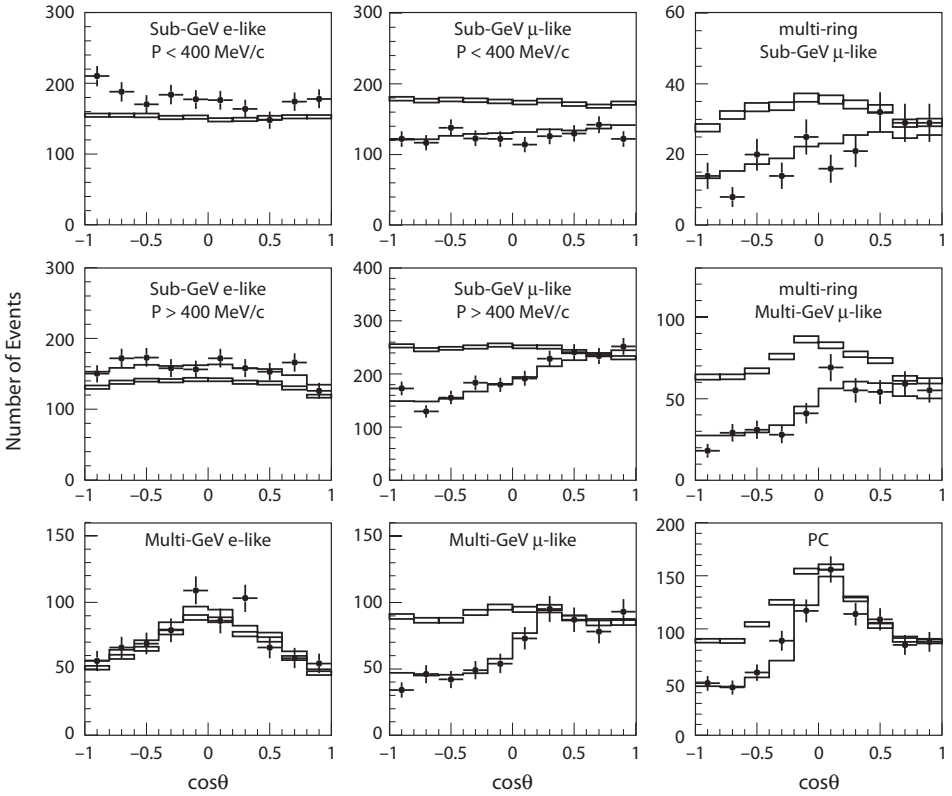 Sub-GeV e-like
P < 400 MeV/c
300
200
100
0
−1 −0.5 0 0.5 1
Sub-GeV μ-like
P < 400 MeV/c
300
200
100
0
−1 −0.5 0 0.5 1
multi-ring
Sub-GeV μ-like
60
40
20
0
−1 −0.5 0 0.5 1
Number of Events
Sub-GeV e-like
P > 400 MeV/c
300
200
100
0
−1 −0.5 0 0.5 1
Sub-GeV μ-like
P > 400 MeV/c
400
300
200
100
0
−1 −0.5 0 0.5 1
multi-ring
Multi-GeV μ-like
100
50
0
−1 −0.5 0 0.5 1
Multi-GeV e-like
150
100
50
0
−1 −0.5 0 0.5 1
cosθ
Multi-GeV μ-like
150
100
50
0
−1 −0.5 0 0.5 1
cosθ
PC
200
150
100
50
0
−1 −0.5 0 0.5 1
cosθ